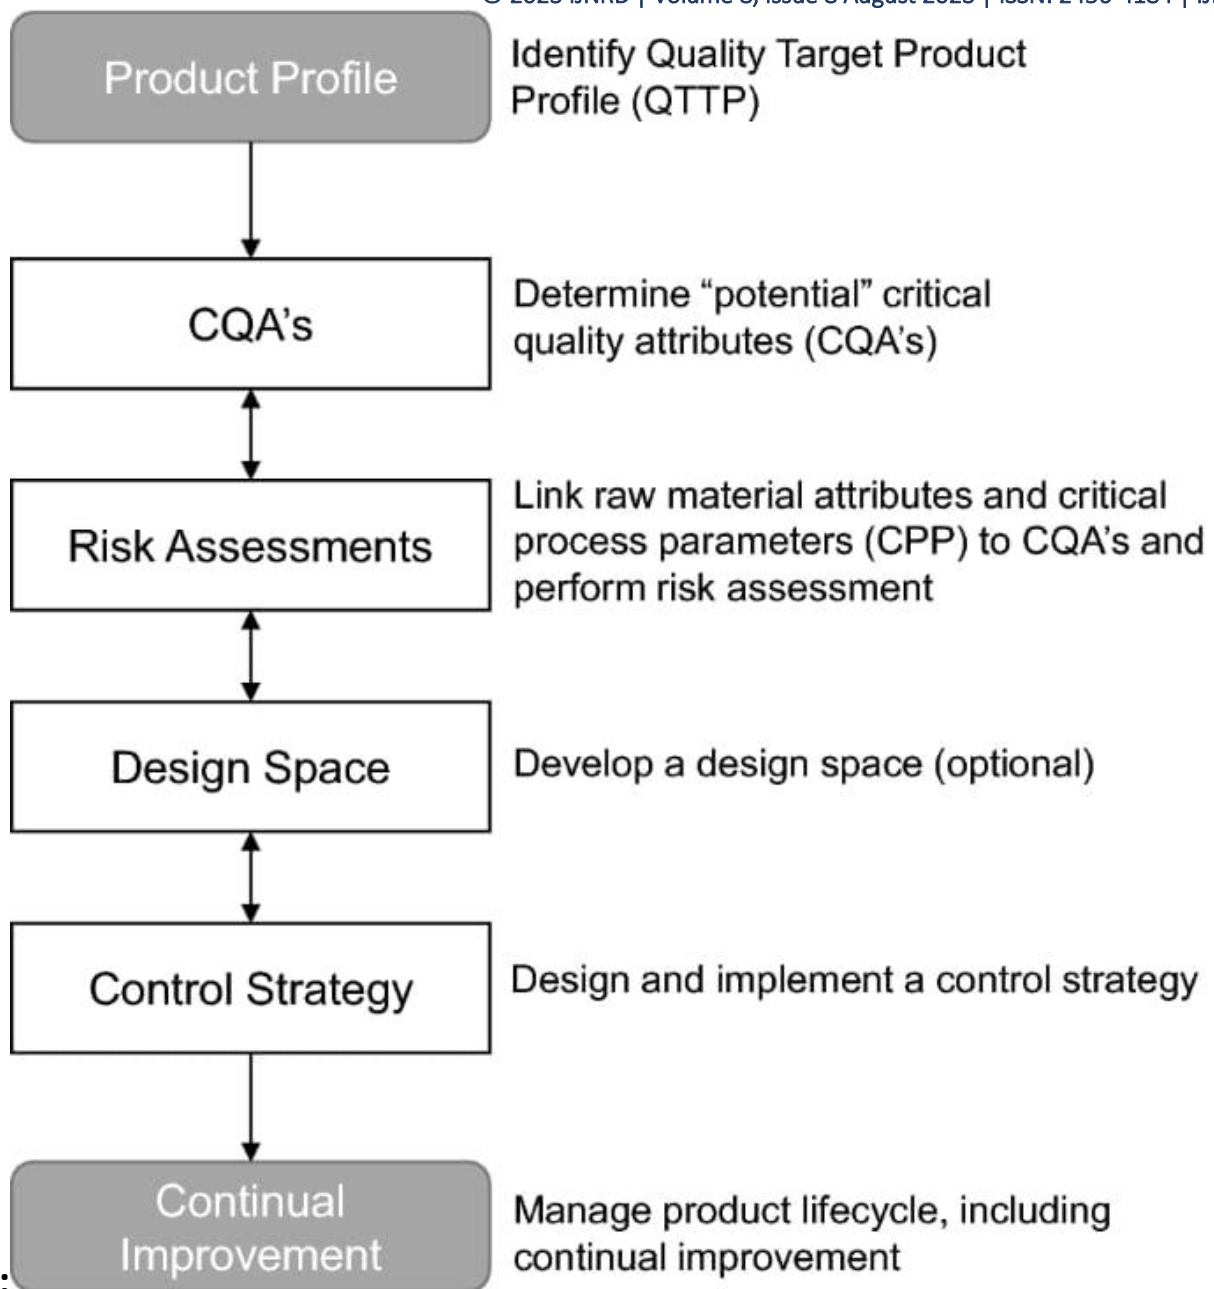 Product Profile
Identify Quality Target Product
Profile (QTTP)
CQA's
Determine “potential” critical
quality attributes (CQA's)
Risk Assessments
Link raw material attributes and critical
process parameters (CPP) to CQA's and
perform risk assessment
Design Space
Develop a design space (optional)
Control Strategy
Design and implement a control strategy
Continual
Improvement
Manage product lifecycle, including
continual improvement
: